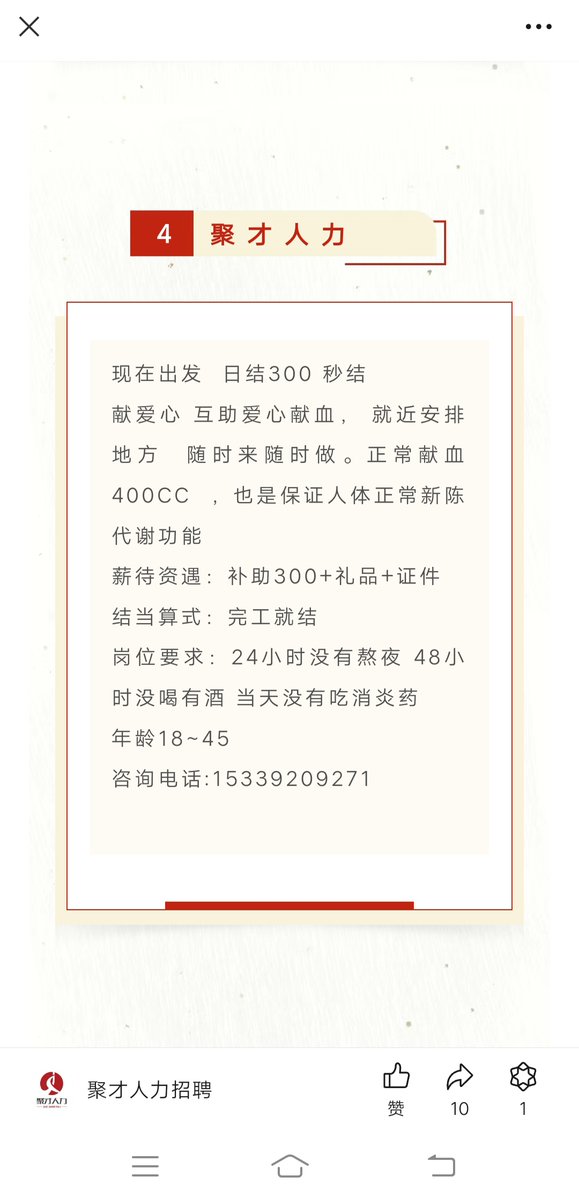 4 聚才人力
现在出发 日结300 秒结
献爱心 互助爱心献血， 就近安排
地方 随时来随时做。正常献血
400CC ，也是保证人体正常新陈
代谢功能
薪待资遇：补助300+礼品+证件
结当算式：完工就结
岗位要求：24小时没有熬夜 48小
时没喝有酒 当天没有吃消炎药
年龄18~45
咨询电话:15339209271
聚才人力
聚才人力招聘
赞 10 1